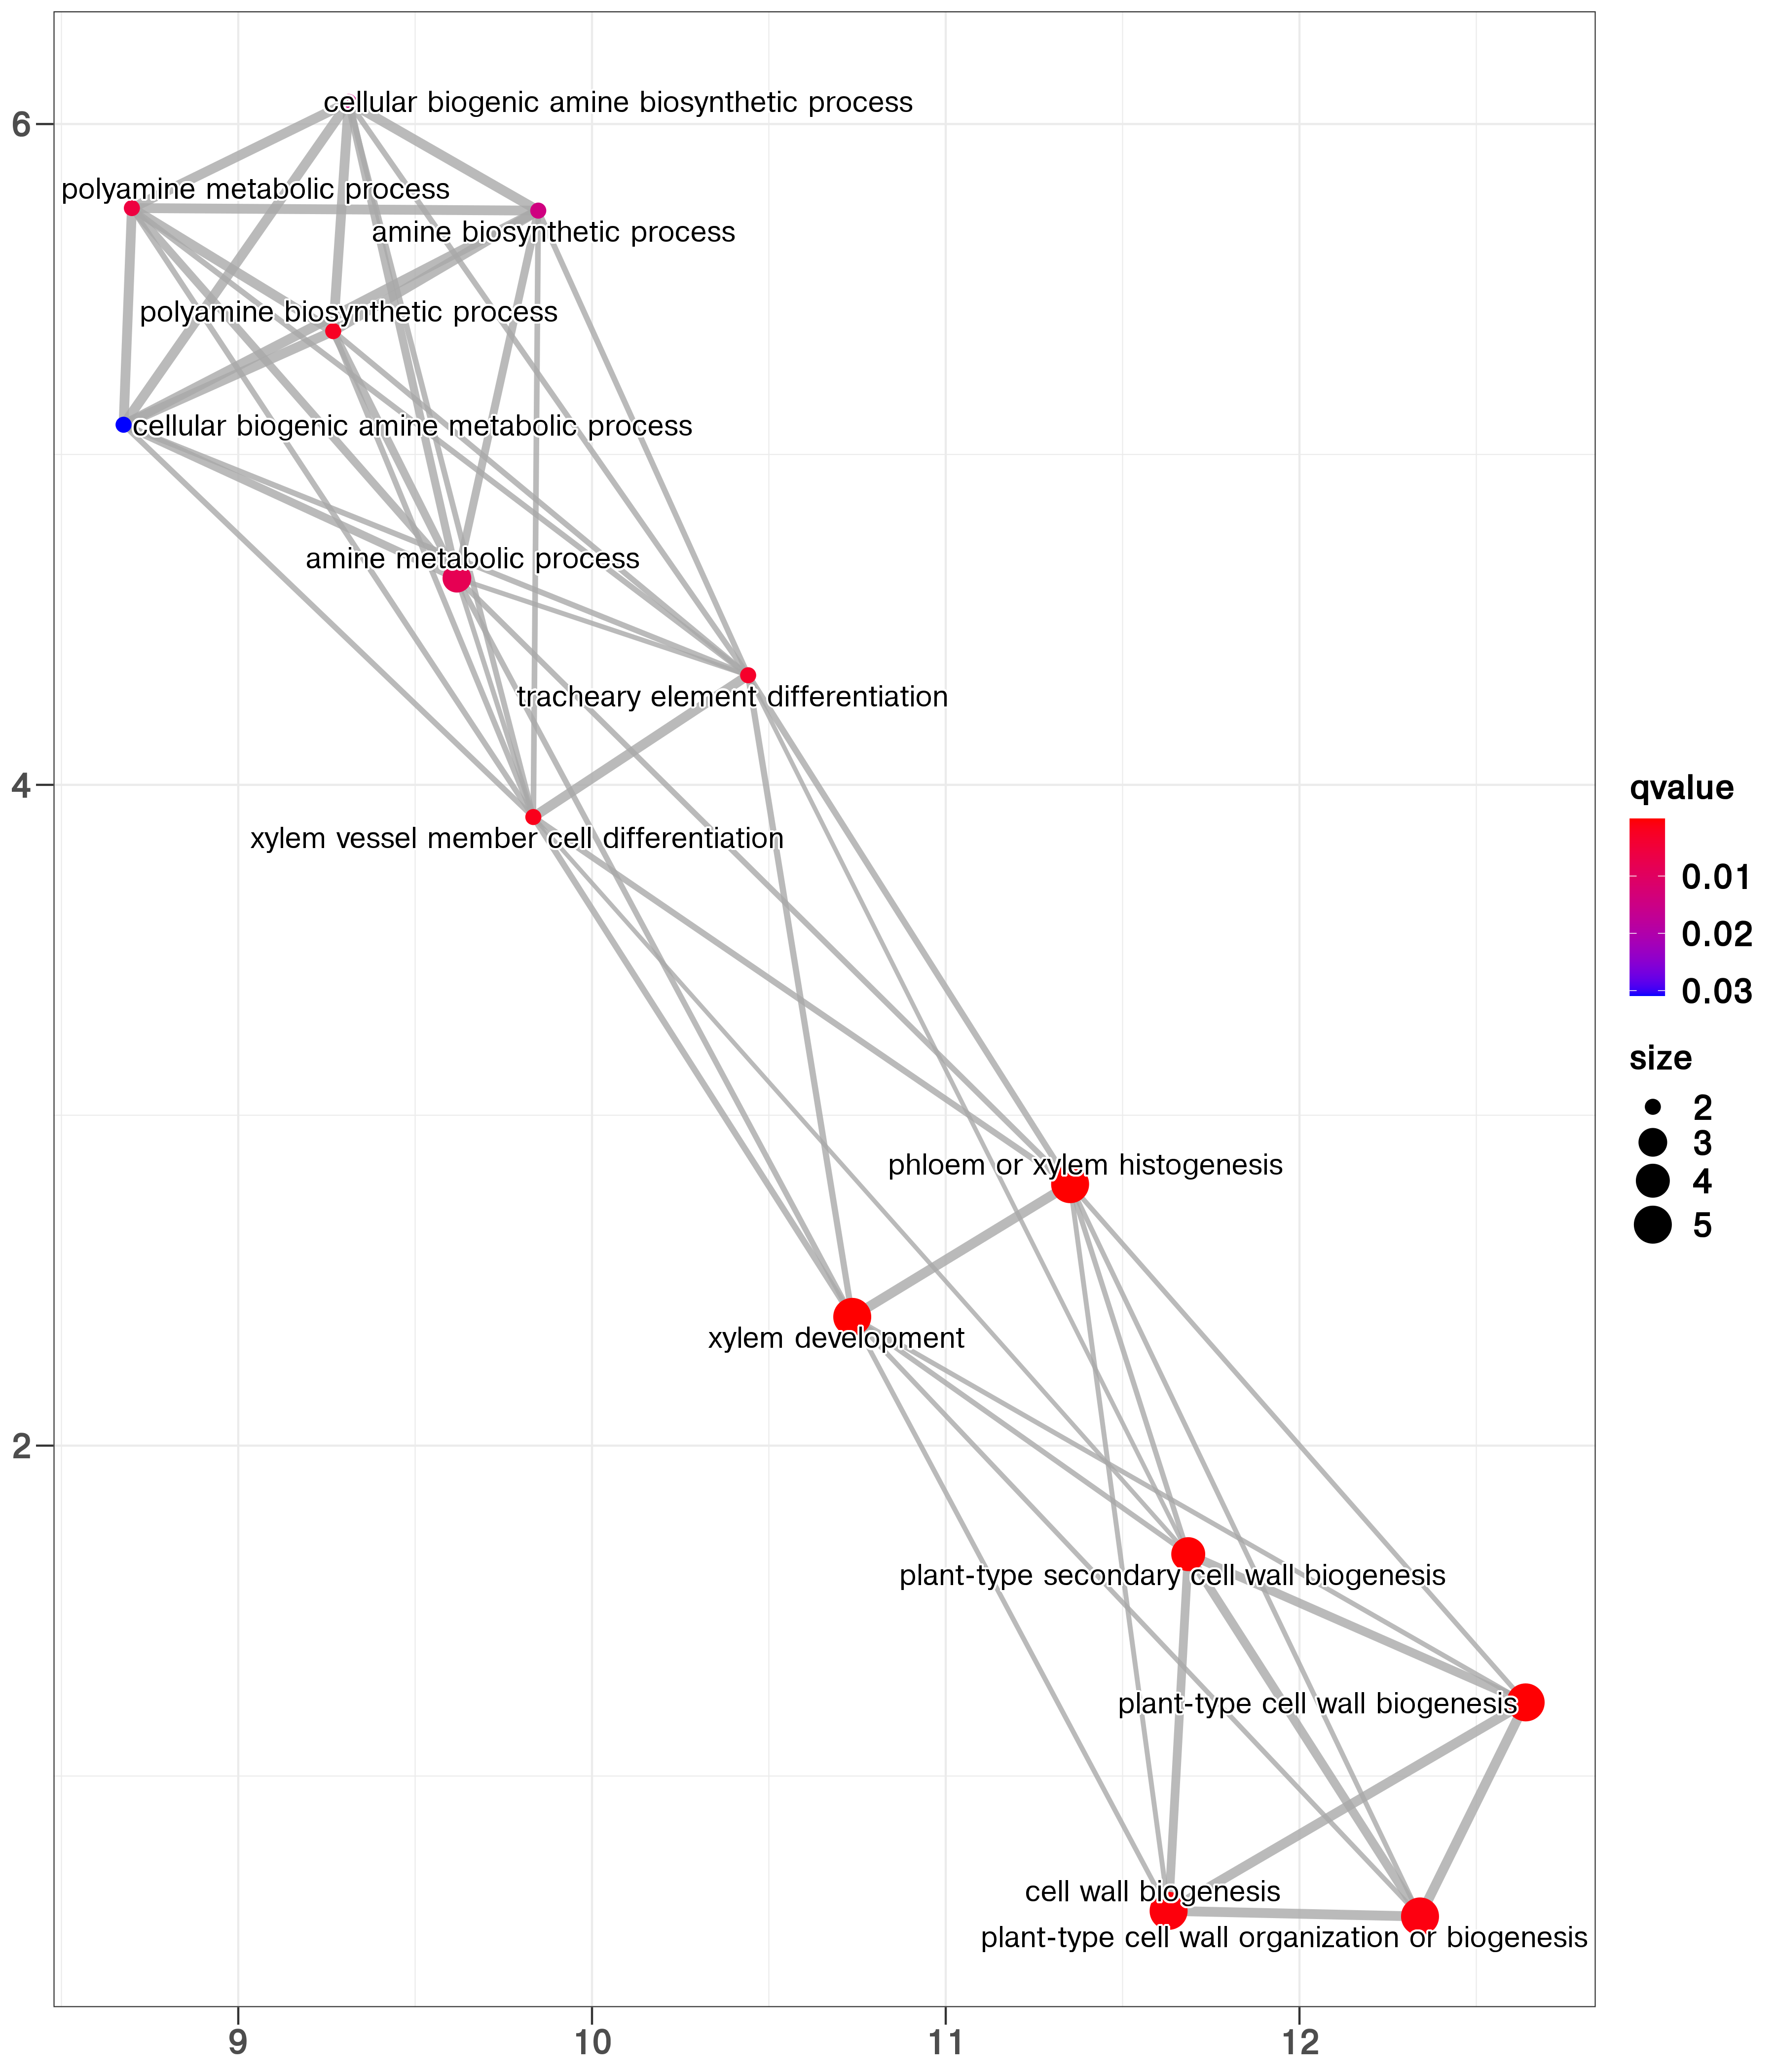 6
cellular biogenic amine biosynthetic process
polyamine metabolic process
amine biosynthetic process
polyamine biosynthetic process
cellular biogenic amine metabolic process
amine metabolic process
tracheary element differentiation
4
xylem vessel member cell differentiation
phloem or xylem histogenesis
xylem development
2
plant-type secondary cell wall biogenesis
plant-type cell wall biogenesis
cell wall biogenesis
plant-type cell wall organization or biogenesis
9 10 11 12
qvalue
0.01
0.02
0.03
size
2
3
4
5